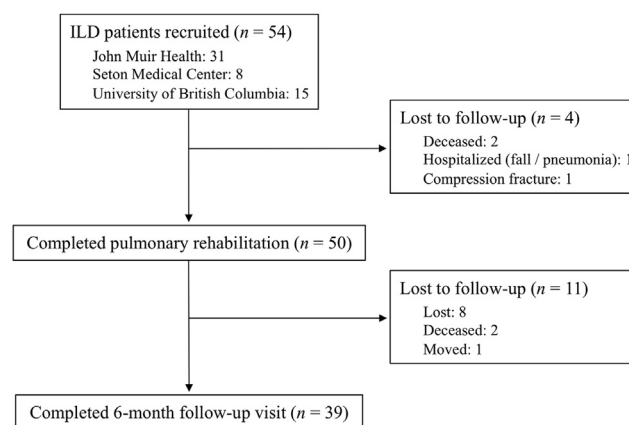 ILD patients recruited (n = 54)
John Muir Health: 31
Seton Medical Center: 8
University of British Columbia: 15
Lost to follow-up (n = 4)
Deceased: 2
Hospitalized (fall / pneumonia): 1
Compression fracture: 1
Completed pulmonary rehabilitation (n = 50)
Lost to follow-up (n = 11)
Lost: 8
Deceased: 2
Moved: 1
Completed 6-month follow-up visit (n = 39)